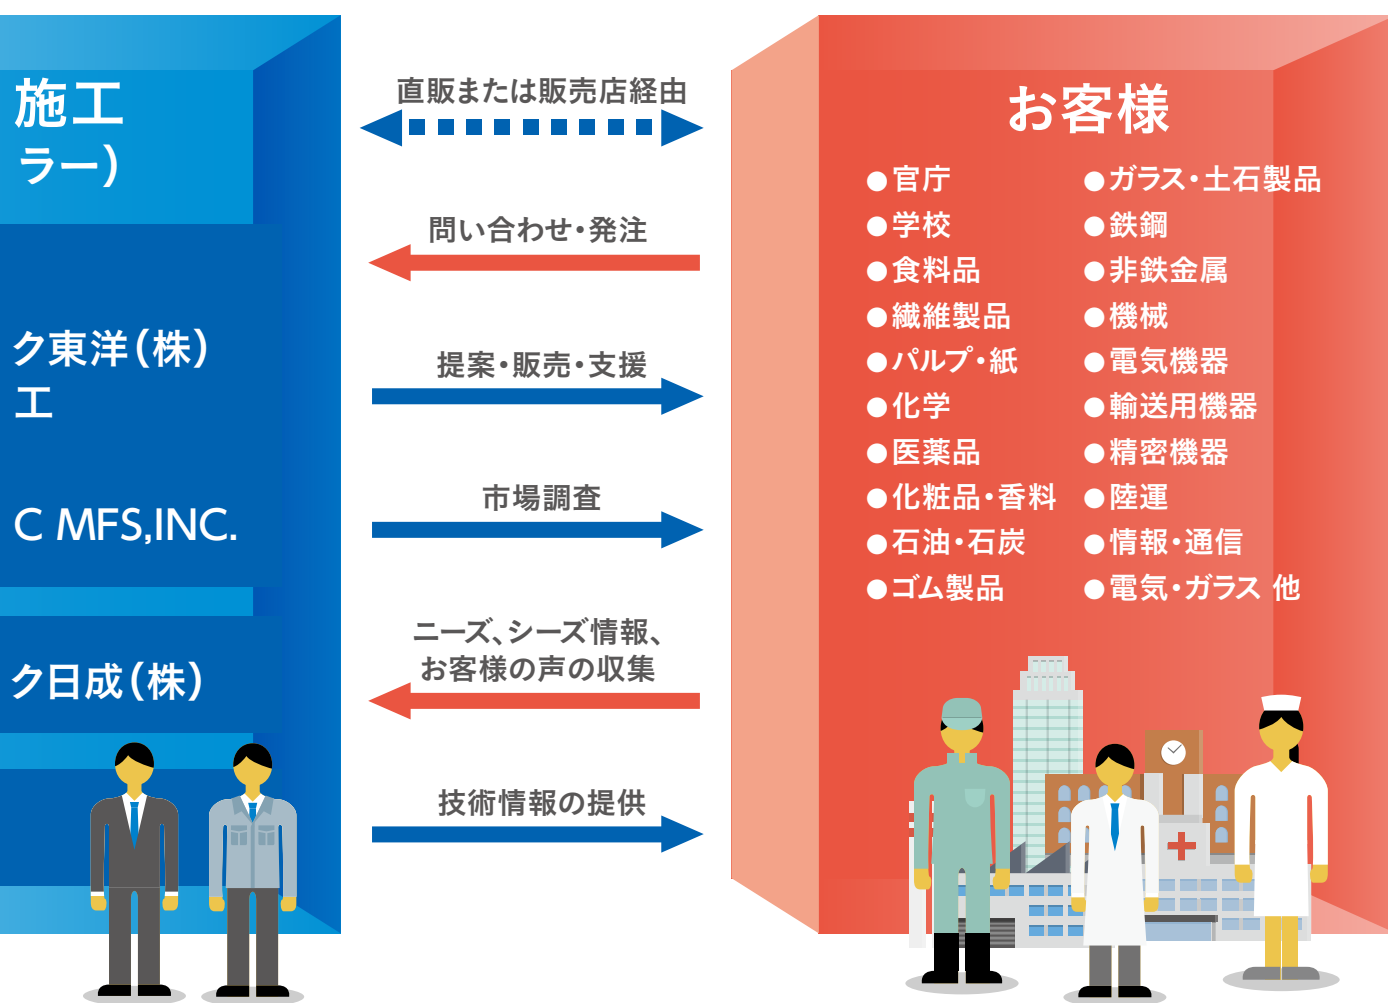 施工
ラー)
ク東洋(株)
工
C MFS,INC.
ク日成(株)
直販または販売店経由
問い合わせ・発注
提案・販売・支援
市場調査
ニーズ、シーズ情報、
お客様の声の収集
技術情報の提供
お客様
●官庁
●学校
●食料品
●繊維製品
●パルプ・紙
●化学
●医薬品
●化粧品・香料
●石油・石炭
●ゴム製品
●ガラス・土石製品
●鉄鋼
●非鉄金属
●機械
●電気機器
●輸送用機器
●精密機器
●陸運
●情報・通信
●電気・ガラス 他